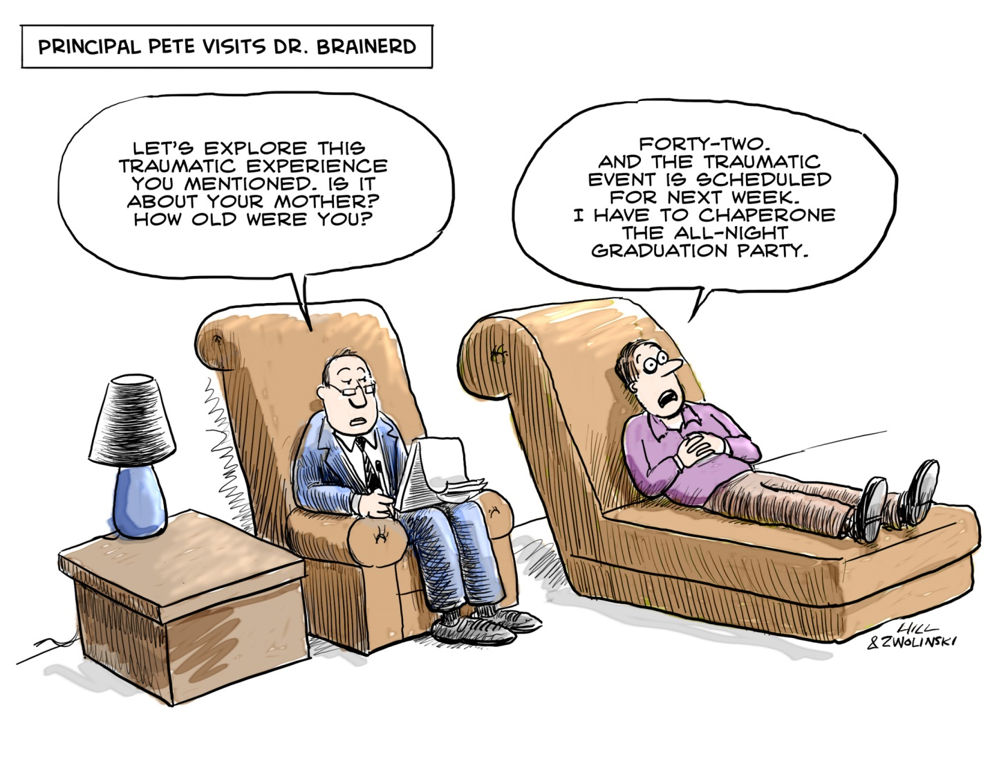 PRINCIPAL PETE VISITS DR. BRAINERD
LET'S EXPLORE THIS
TRAUMATIC EXPERIENCE
YOU MENTIONED. IS IT
ABOUT YOUR MOTHER?
HOW OLD WERE YOU?
FORTY-TWO.
AND THE TRAUMATIC
EVENT IS SCHEDULED
FOR NEXT WEEK.
I HAVE TO CHAPERONE
THE ALL-NIGHT
GRADUATION PARTY.
HILL
& ZWOLINSKI